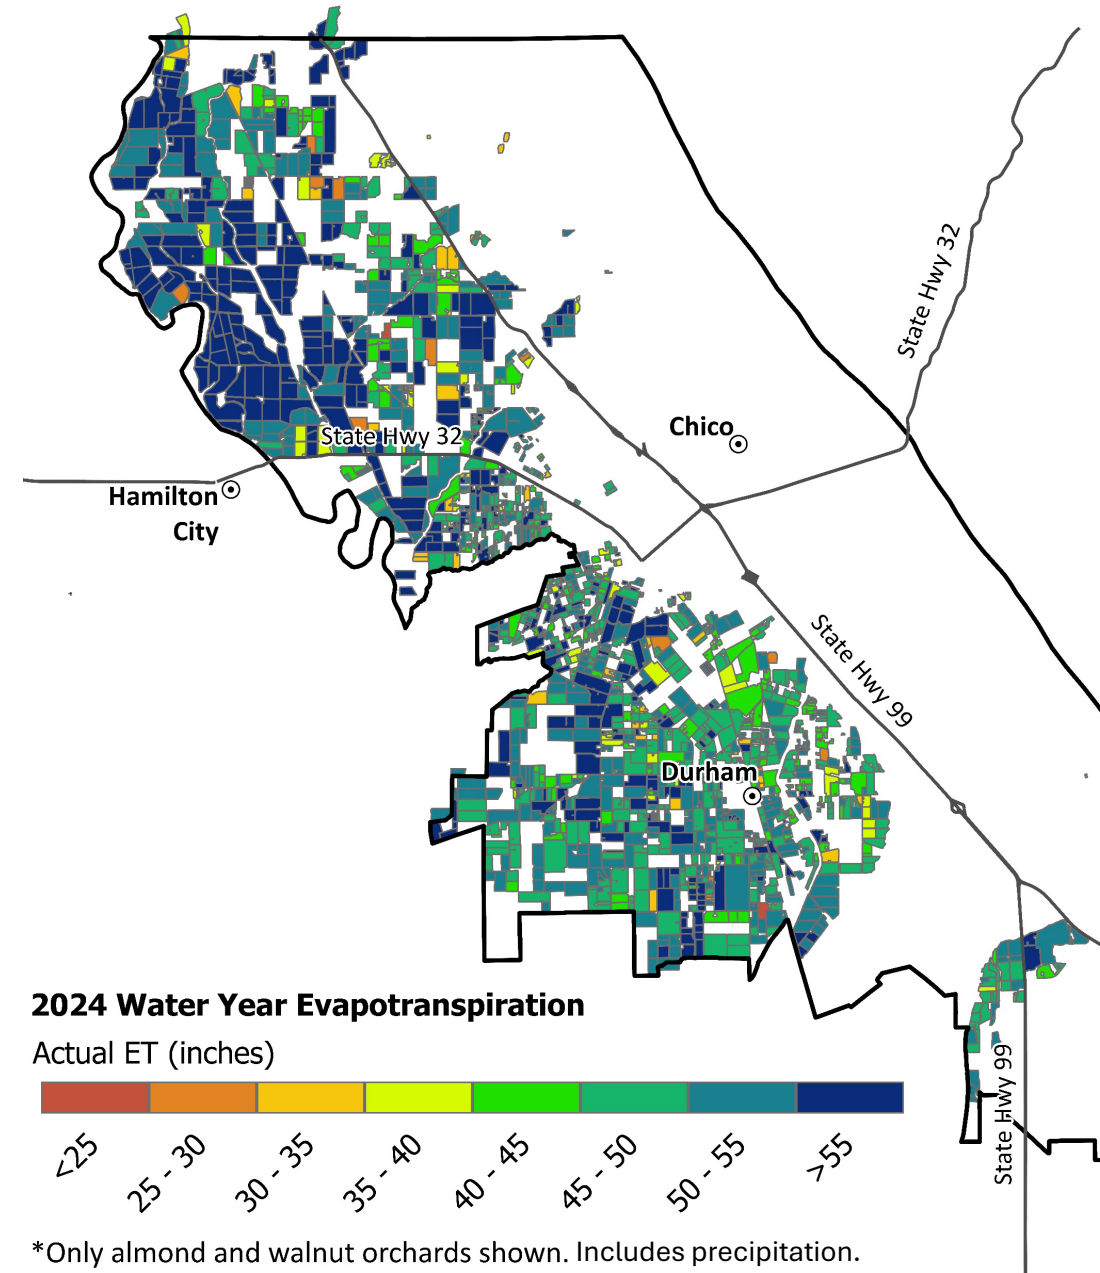 State Hwy 32
Chico
State Hwy 32
Hamilton
City
State Hwy 99
Durham
2024 Water Year Evapotranspiration
Actual ET (inches)
<25
25 - 30
30 - 35
35 - 40
40 - 45
45 - 50
50 - 55
>55
State Hwy 99
*Only almond and walnut orchards shown. Includes precipitation.